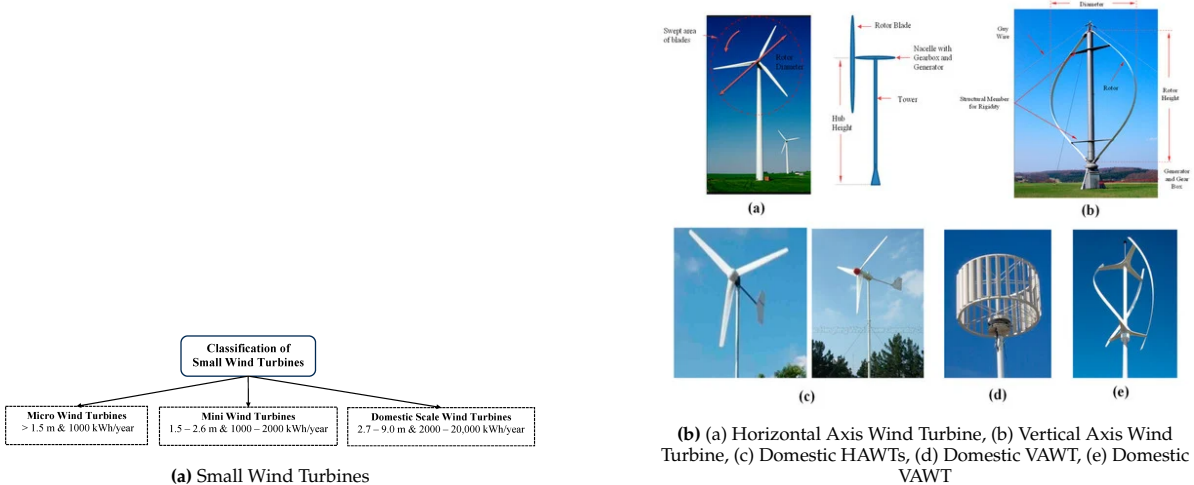 Classification of
Small Wind Turbines
Micro Wind Turbines
> 1.5 m & 1000 kWh/year
Mini Wind Turbines
1.5 – 2.6 m & 1000 – 2000 kWh/year
Domestic Scale Wind Turbines
2.7 – 9.0 m & 2000 – 20,000 kWh/year
(a) Small Wind Turbines
Swept area
of blades
Rotor
Diameter
Rotor Blade
Nacelle with
Gearbox and
Generator
Tower
Hub
Height
(a)
Diameter
Guy
Wire
Rotor
Structural Member
for Rigidity
Rotor
Height
Generator
and Gear
Box
(b)
(c)
(d)
(e)
(b) (a) Horizontal Axis Wind Turbine, (b) Vertical Axis Wind
Turbine, (c) Domestic HAWTs, (d) Domestic VAWT, (e) Domestic
VAWT